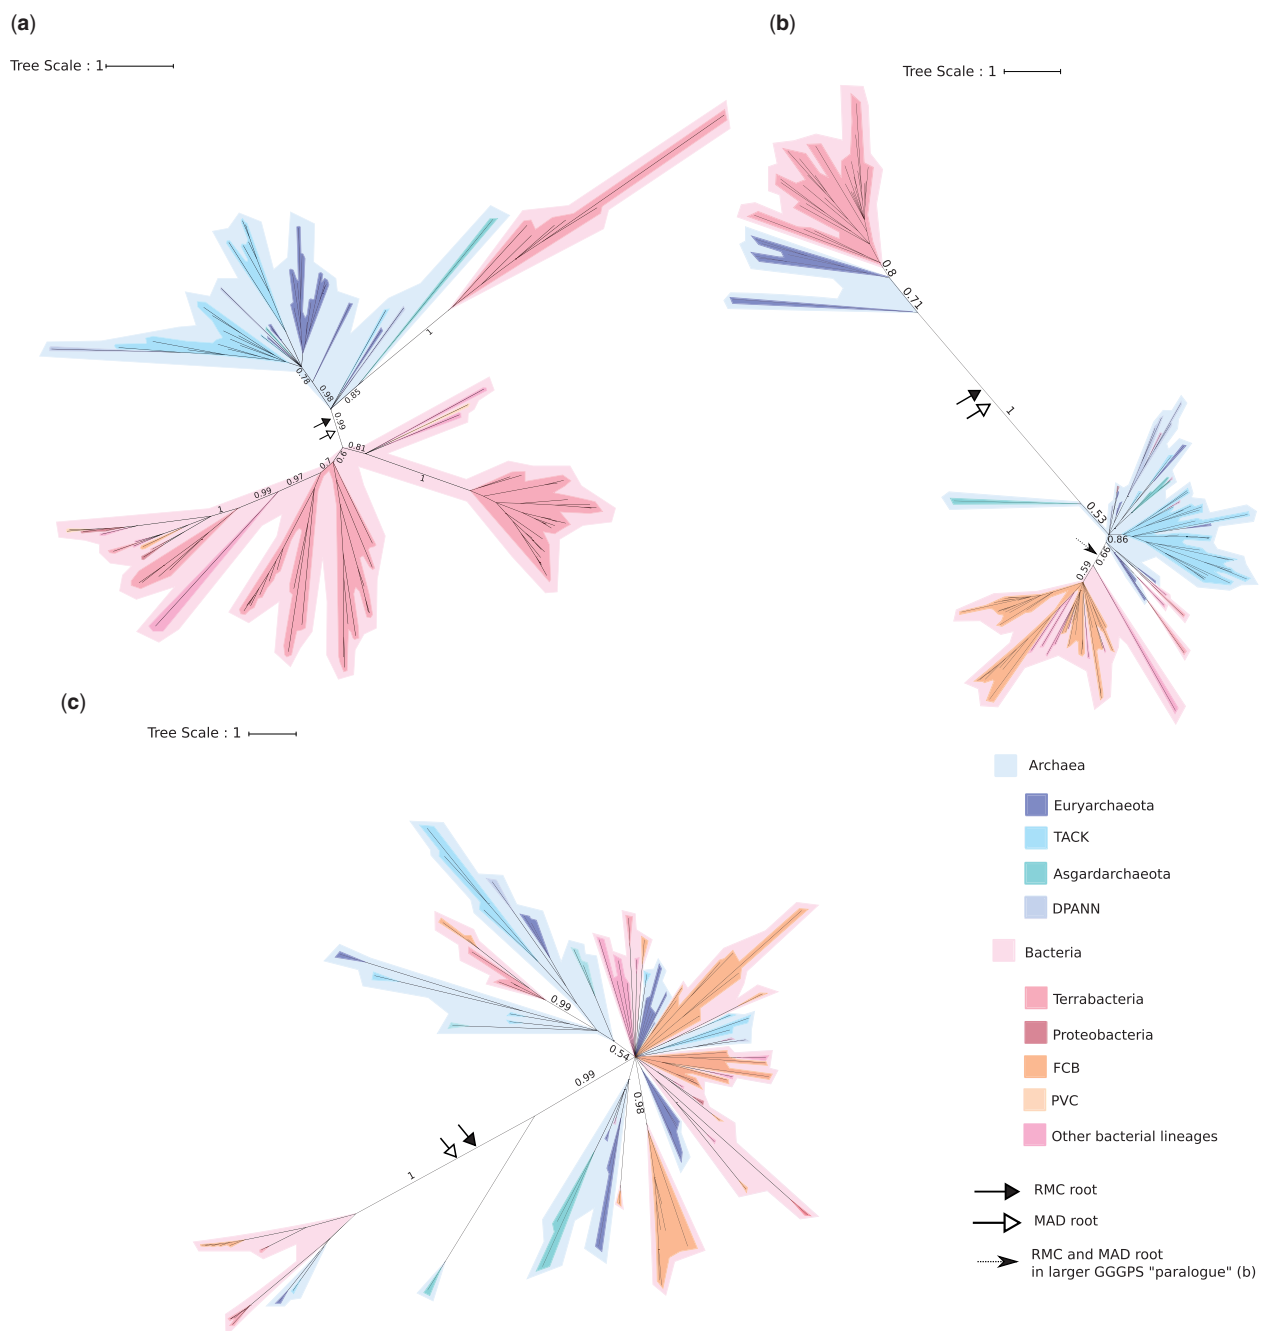 (a)
Tree Scale : 1
0.78
0.98
0.85
1
0.99
0.81
0.6
0.7
0.97
0.99
1
1
(b)
Tree Scale : 1
0.8
0.71
1
0.53
0.86
0.66
0.59
(c)
Tree Scale : 1
0.99
0.54
0.99
0.98
1
Archaea
Euryarchaeota
TACK
Asgardarchaeota
DPANN
Bacteria
Terrabacteria
Proteobacteria
FCB
PVC
Other bacterial lineages
RMC root
MAD root
RMC and MAD root
in larger GGGPS "paralogue" (b)